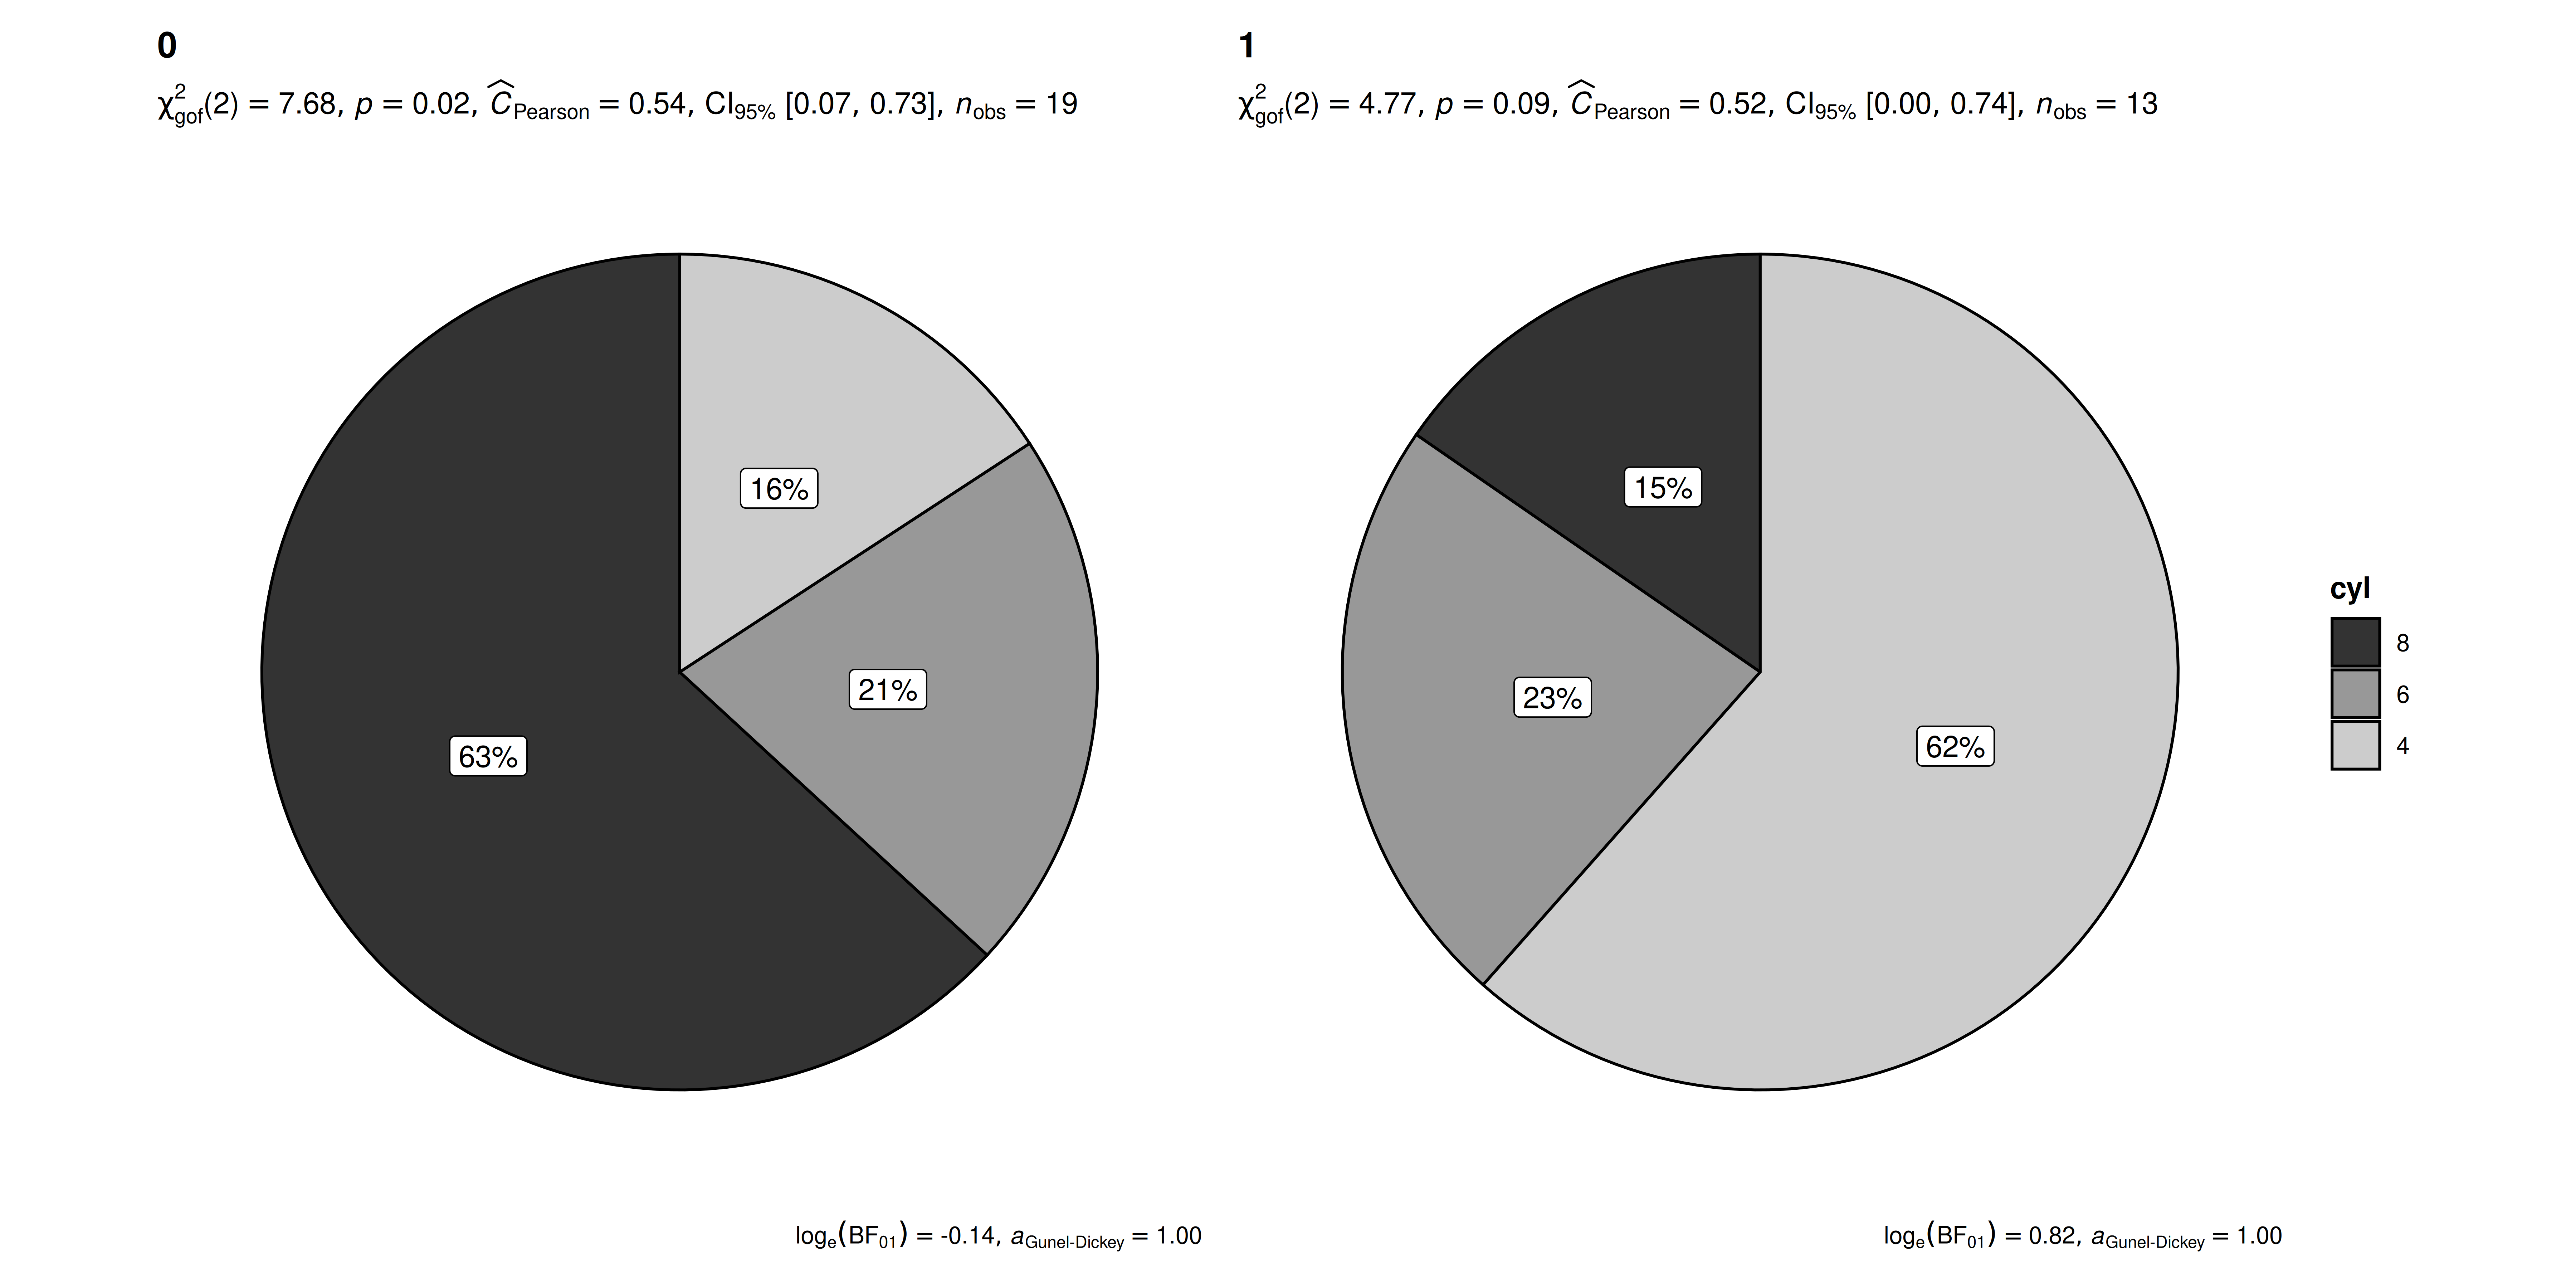 0
χ²gof(2) = 7.68, p = 0.02, ĈPearson = 0.54, CI95% [0.07, 0.73], nobs = 19
16%
21%
63%
loge(BF01) = -0.14, aGunel-Dickey = 1.00
1
χ²gof(2) = 4.77, p = 0.09, ĈPearson = 0.52, CI95% [0.00, 0.74], nobs = 13
15%
23%
62%
loge(BF01) = 0.82, aGunel-Dickey = 1.00
cyl
8
6
4